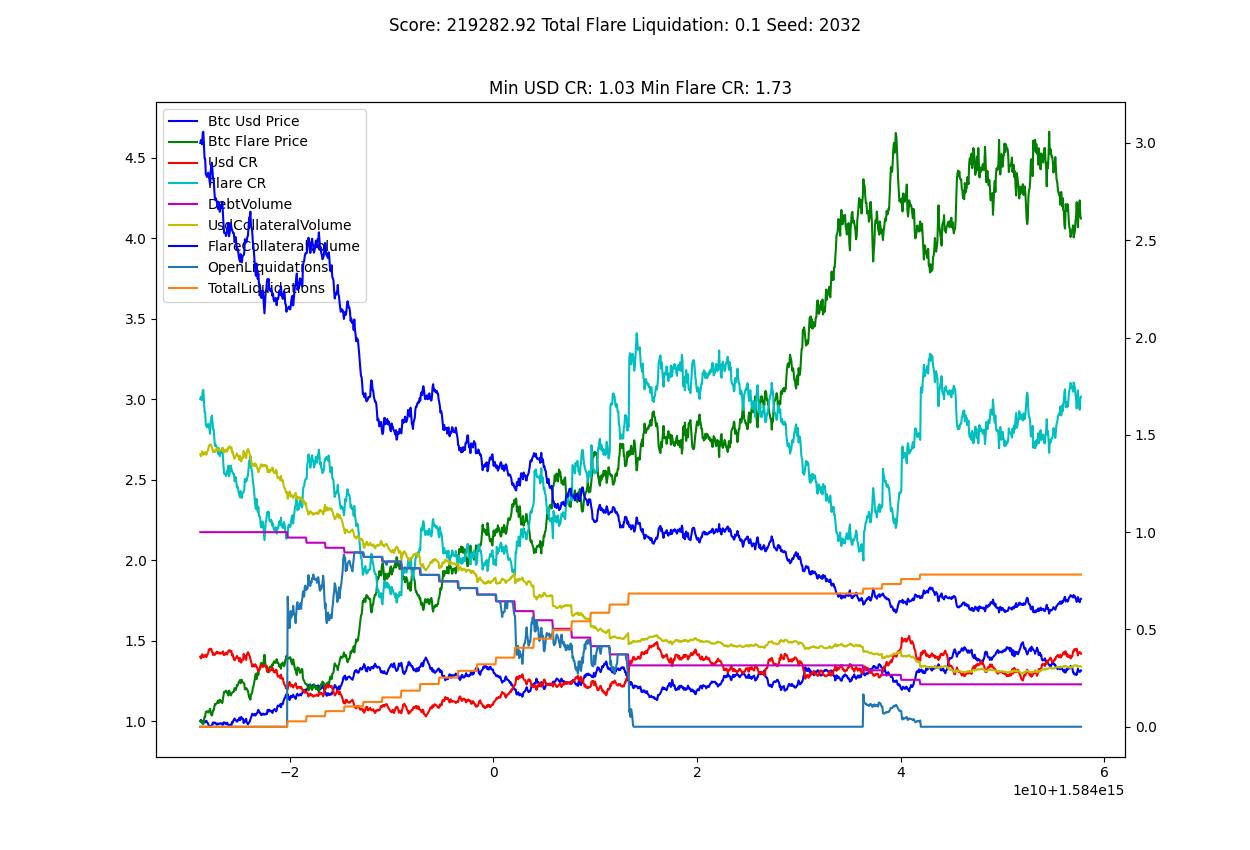 Score: 219282.92 Total Flare Liquidation: 0.1 Seed: 2032
Min USD CR: 1.03 Min Flare CR: 1.73
Btc Usd Price
Btc Flare Price
Usd CR
Flare CR
DebtVolume
UsdCollateralVolume
FlareCollateralVolume
OpenLiquidations
TotalLiquidations
4.5
4.0
3.5
3.0
2.5
2.0
1.5
1.0
3.0
2.5
2.0
1.5
1.0
0.5
0.0
−2 0 2 4 6
1e10+1.584e15